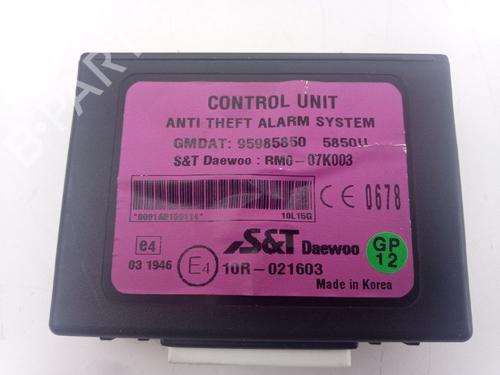 CONTROL UNIT
ANTI THEFT ALARM SYSTEM
GMDAT: 95985850 5850U
S&T Daewoo : RM0-07K003
10L15G
CE 0678
e4
03 1946
E4
S&T Daewoo
10R-021603
Made in Korea
GP
12